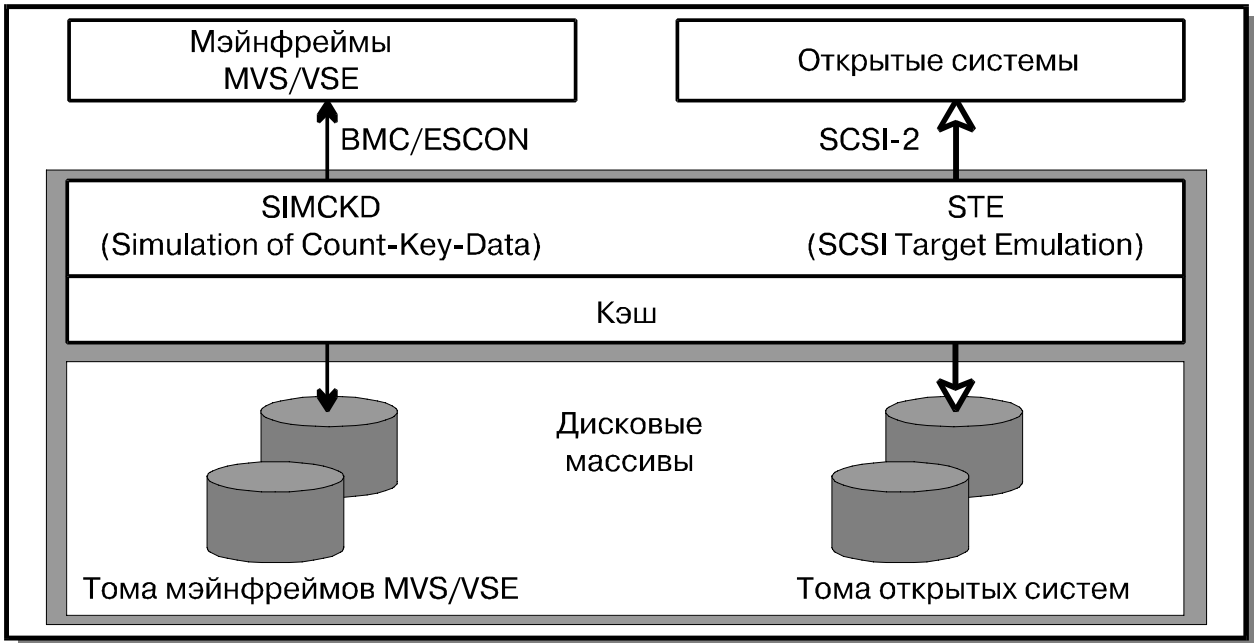 Мэйнфреймы
MVS/VSE
Открытые системы
BMC/ESCON
SCSI-2
SIMCKD
(Simulation of Count-Key-Data)
STE
(SCSI Target Emulation)
Кэш
Дисковые
массивы
Тома мэйнфреймов MVS/VSE
Тома открытых систем